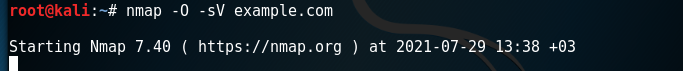 root@kali:~# nmap -O -sV example.com
Starting Nmap 7.40 ( https://nmap.org ) at 2021-07-29 13:38 +03